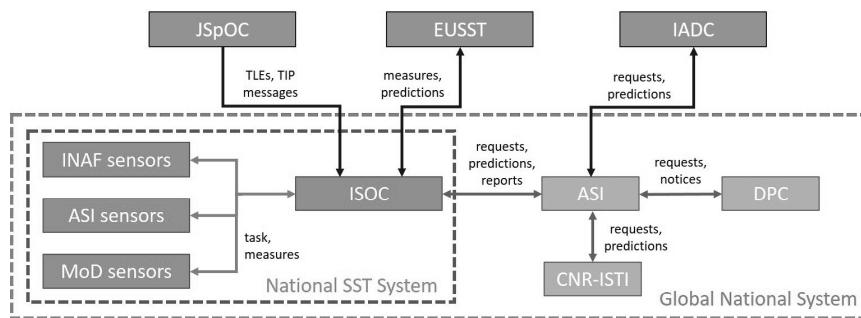 JSpOC
EUSST
IADC
TLEs, TIP
messages
measures,
predictions
requests,
predictions
INAF sensors
ASI sensors
MoD sensors
task,
measures
ISOC
requests,
predictions,
reports
ASI
requests,
notices
DPC
requests,
predictions
CNR-ISTI
National SST System
Global National System